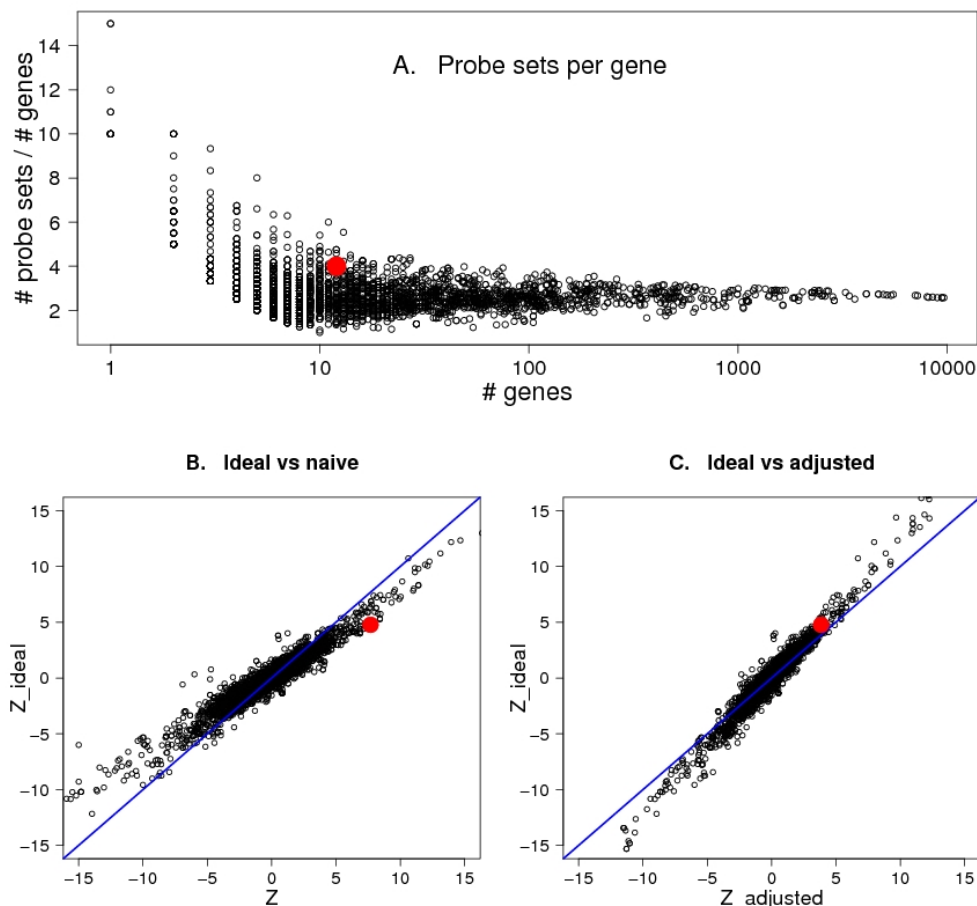 A. Probe sets per gene
# probe sets / # genes
14
12
10
8
6
4
2
1 10 100 1000 10000
# genes
B. Ideal vs naive
Z_ideal
15
10
5
0
−5
−10
−15
−15 −10 −5 0 5 10 15
Z
C. Ideal vs adjusted
Z_ideal
15
10
5
0
−5
−10
−15
−15 −10 −5 0 5 10 15
Z_adjusted